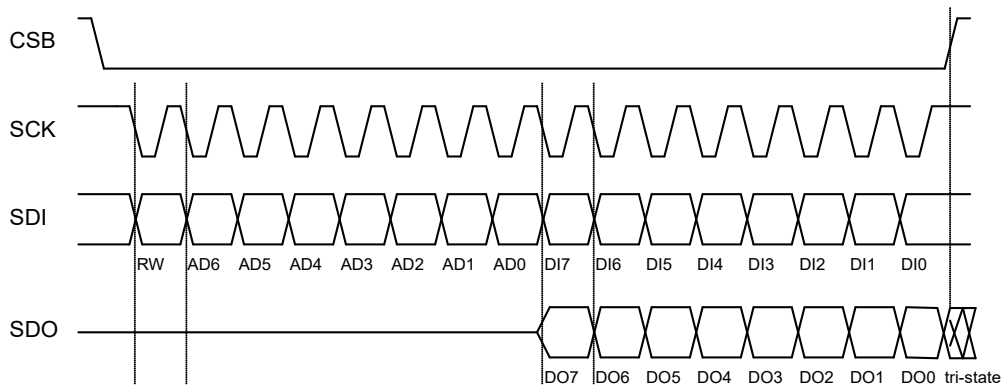 CSB
SCK
SDI
RW AD6 AD5 AD4 AD3 AD2 AD1 AD0 DI7 DI6 DI5 DI4 DI3 DI2 DI1 DI0
SDO
DO7 DO6 DO5 DO4 DO3 DO2 DO1 DO0 tri-state